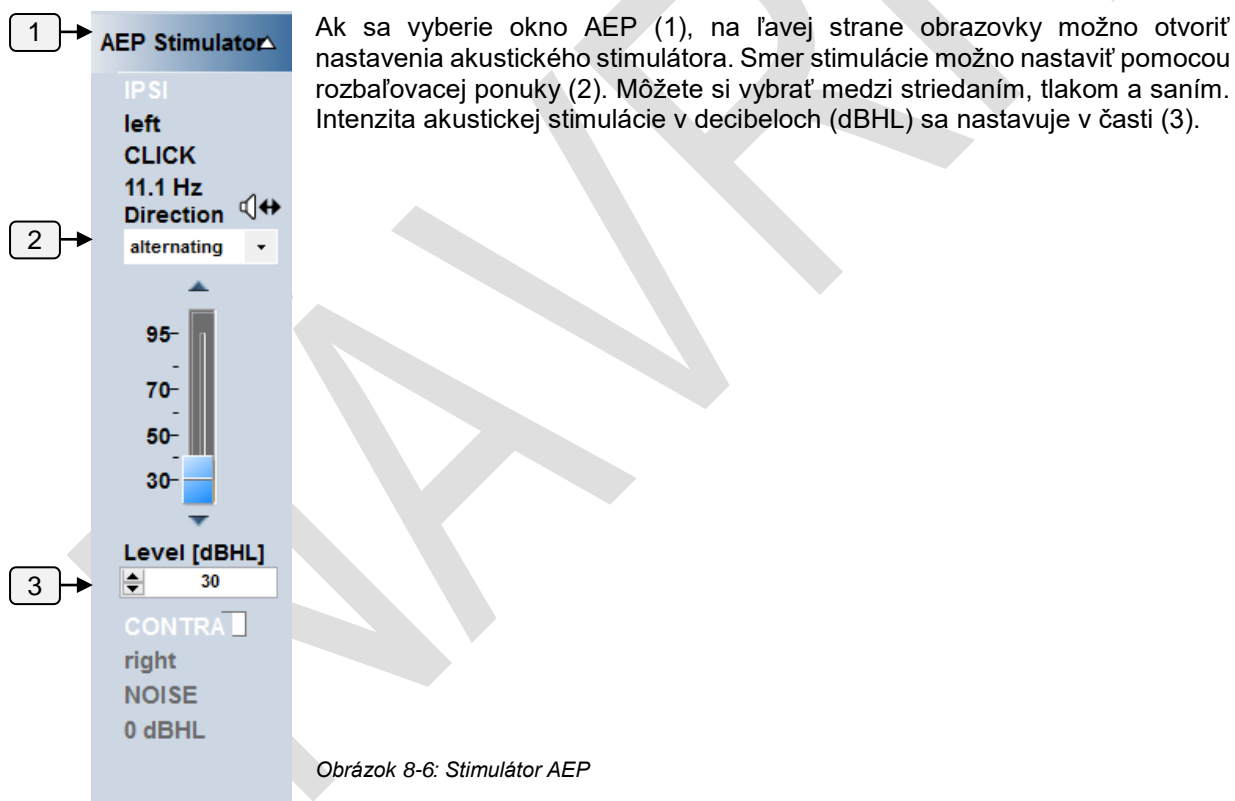 1
AEP Stimulator
IPSI
left
CLICK
11.1 Hz
Direction
2
alternating
95
70
50
30
Level [dBHL]
3
30
CONTRA
right
NOISE
0 dBHL
Ak sa vyberie okno AEP (1), na ľavej strane obrazovky možno otvoriť
nastavenia akustického stimulátora. Smer stimulácie možno nastaviť pomocou
rozbaľovacej ponuky (2). Môžete si vybrať medzi striedaním, tlakom a saním.
Intenzita akustickej stimulácie v decibeloch (dBHL) sa nastavuje v časti (3).
Obrázok 8-6: Stimulátor AEP